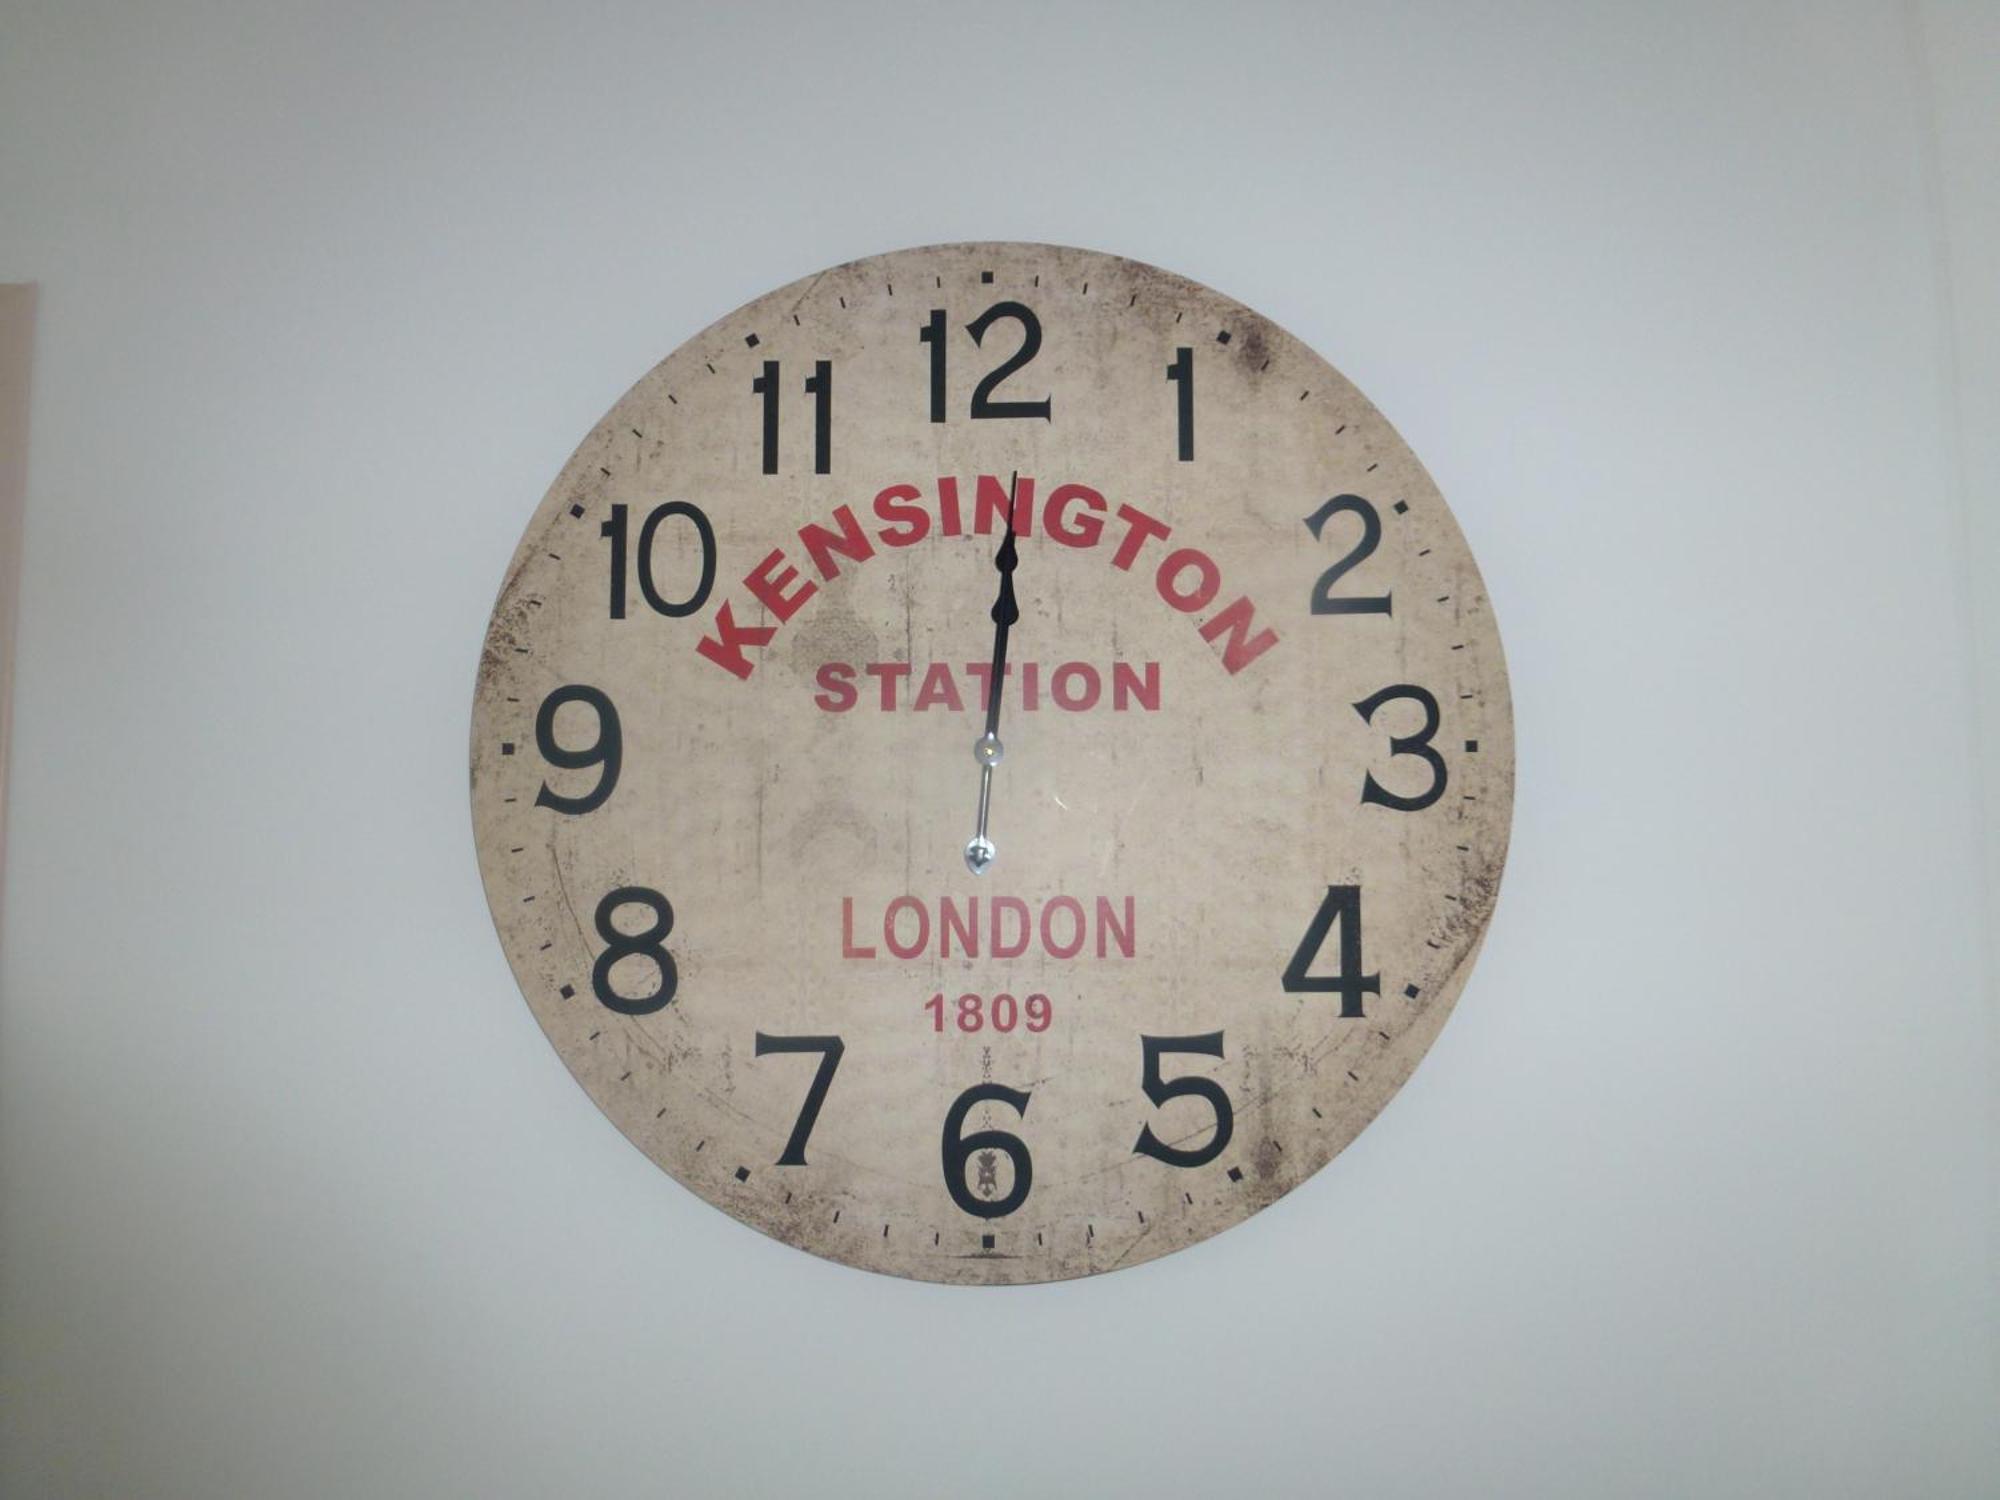 12
11 1
10 2
KENSINGTON
STATION
9 3
LONDON
8 4
1809
7 5
6